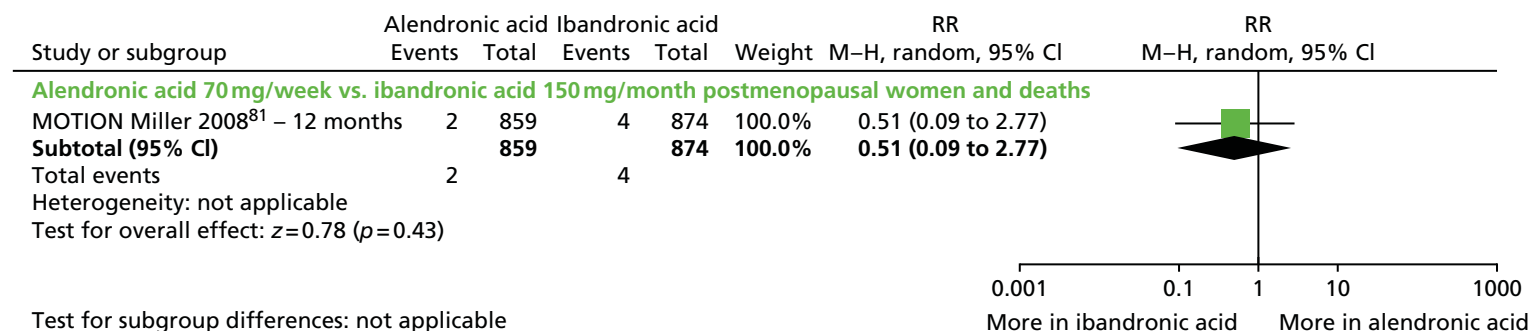 Alendronic acid Ibandronic acid RR RR
Study or subgroup Events Total Events Total Weight M–H, random, 95% Cl M–H, random, 95% Cl
Alendronic acid 70 mg/week vs. ibandronic acid 150 mg/month postmenopausal women and deaths
MOTION Miller 2008⁸¹ – 12 months 2 859 4 874 100.0% 0.51 (0.09 to 2.77)
Subtotal (95% Cl) 859 874 100.0% 0.51 (0.09 to 2.77)
Total events 2 4
Heterogeneity: not applicable
Test for overall effect: z=0.78 (p=0.43)
0.001 0.1 1 10 1000
Test for subgroup differences: not applicable More in ibandronic acid More in alendronic acid